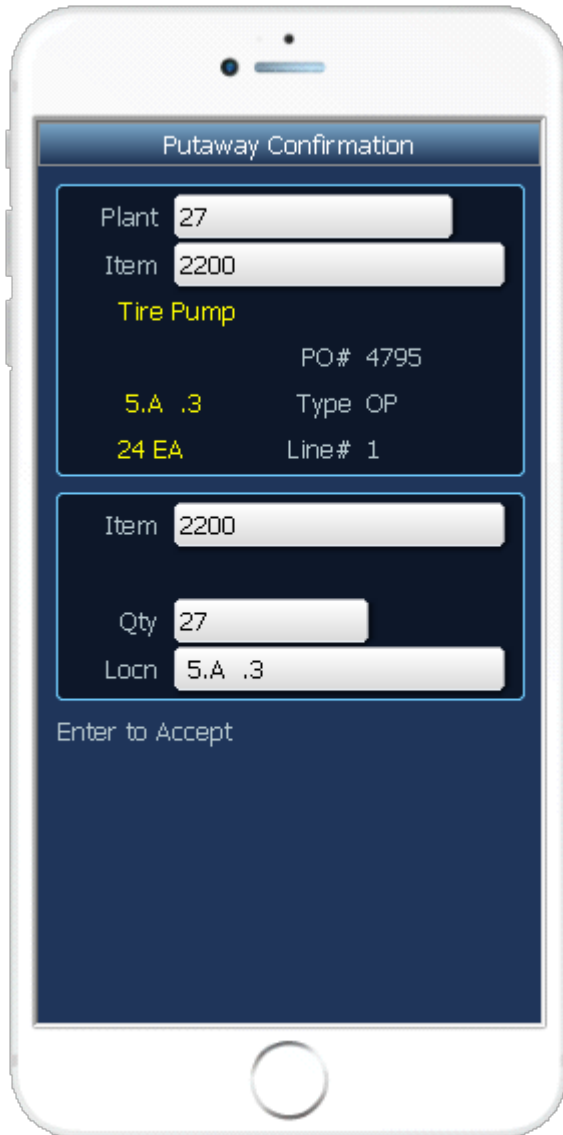 Putaway Confirmation
Plant 27
Item 2200
Tire Pump
PO# 4795
5.A .3 Type OP
24 EA Line# 1
Item 2200
Qty 27
Locn 5.A .3
Enter to Accept